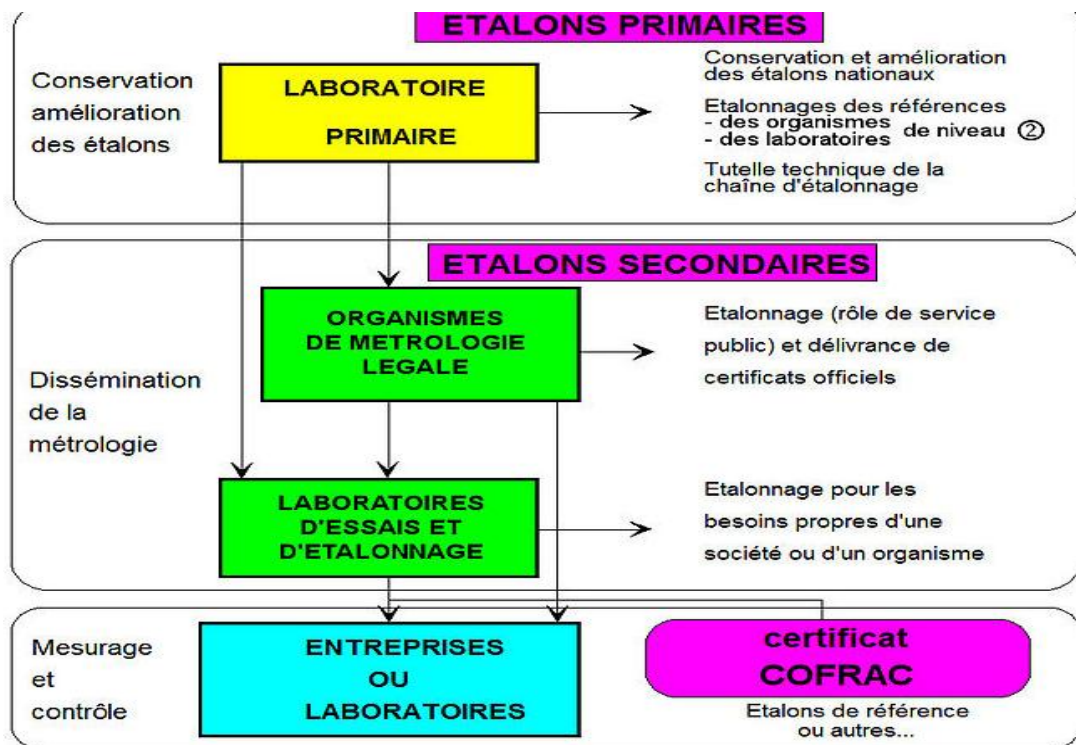 ETALONS PRIMAIRES
Conservation
amélioration
des étalons
LABORATOIRE
PRIMAIRE
Conservation et amélioration
des étalons nationaux
Etalonnages des références
- des organismes
- des laboratoires
de niveau ②
Tutelle technique de la
chaîne d'étalonnage
ETALONS SECONDAIRES
Dissémination
de la
métrologie
ORGANISMES
DE METROLOGIE
LEGALE
Etalonnage (rôle de service
public) et délivrance de
certificats officiels
LABORATOIRES
D'ESSAIS ET
D'ETALONNAGE
Etalonnage pour les
besoins propres d'une
société ou d'un organisme
Mesurage
et
contrôle
ENTREPRISES
OU
LABORATOIRES
certificat
COFRAC
Etalons de référence
ou autres...